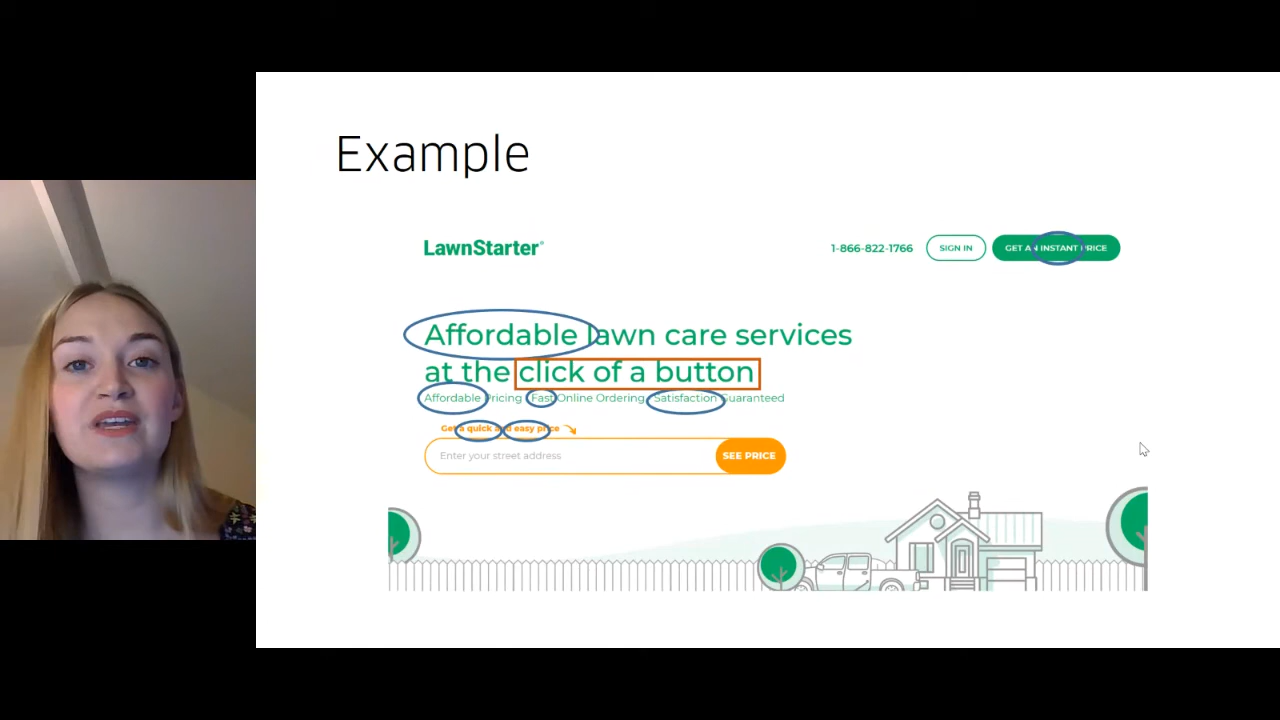 Example
LawnStarter®
1-866-822-1766
SIGN IN
GET AN INSTANT PRICE
Affordable lawn care services
at the click of a button
Affordable Pricing Fast Online Ordering Satisfaction Guaranteed
Get a quick and easy price
Enter your street address
SEE PRICE